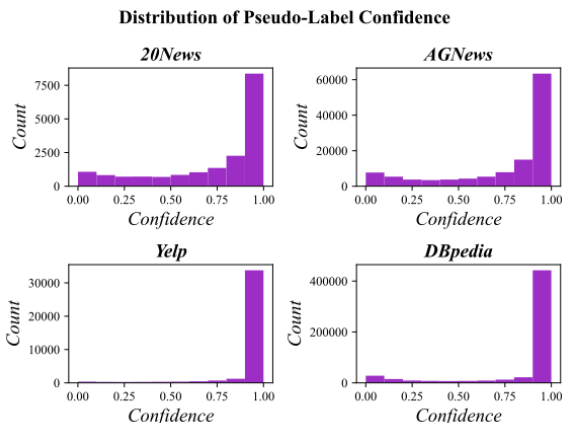 Distribution of Pseudo-Label Confidence
20News
Count
7500
5000
2500
0
0.00 0.25 0.50 0.75 1.00
Confidence
AGNews
Count
60000
40000
20000
0
0.00 0.25 0.50 0.75 1.00
Confidence
Yelp
Count
30000
20000
10000
0
0.00 0.25 0.50 0.75 1.00
Confidence
DBpedia
Count
400000
200000
0
0.00 0.25 0.50 0.75 1.00
Confidence